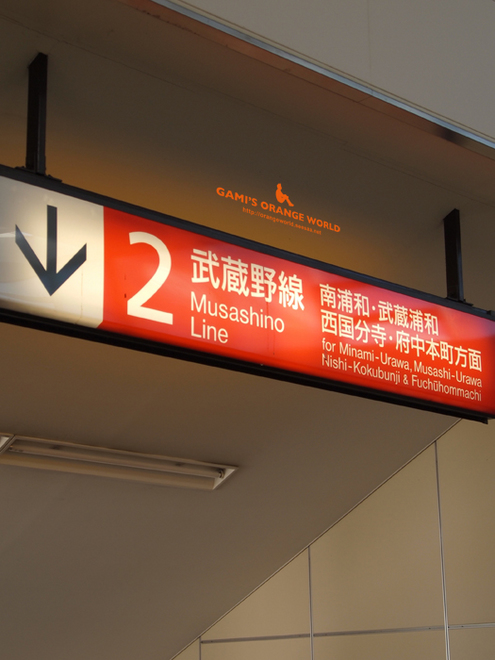 GAMI'S ORANGE WORLD
2
武蔵野線
Musashino
Line
南浦和・武蔵浦和
西国分寺・府中本町方面
for Minami-Urawa, Musashi-Urawa
Nishi-Kokubunji & Fuchūhommachi